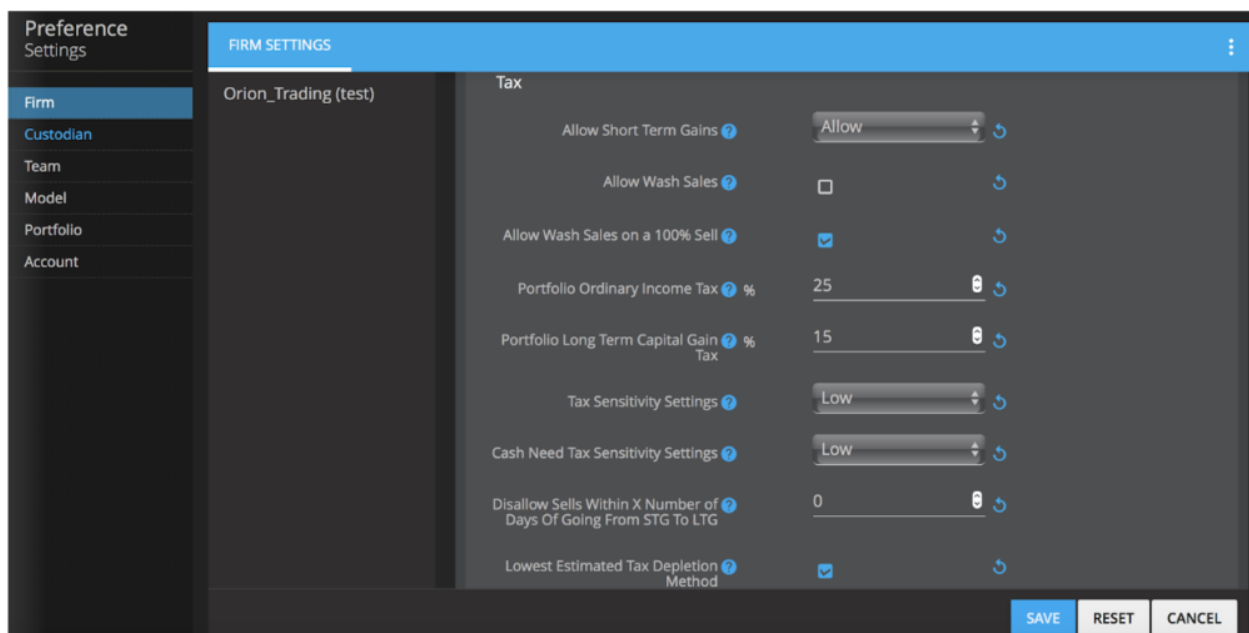 Preference
Settings
Firm
Custodian
Team
Model
Portfolio
Account
FIRM SETTINGS
Orion_Trading (test)
Tax
Allow Short Term Gains ? Allow
Allow Wash Sales ?
Allow Wash Sales on a 100% Sell ?
Portfolio Ordinary Income Tax ? % 25
Portfolio Long Term Capital Gain ? % 15
Tax
Tax Sensitivity Settings ? Low
Cash Need Tax Sensitivity Settings ? Low
Disallow Sells Within X Number of ? 0
Days Of Going From STG To LTG
Lowest Estimated Tax Depletion ?
Method
SAVE RESET CANCEL